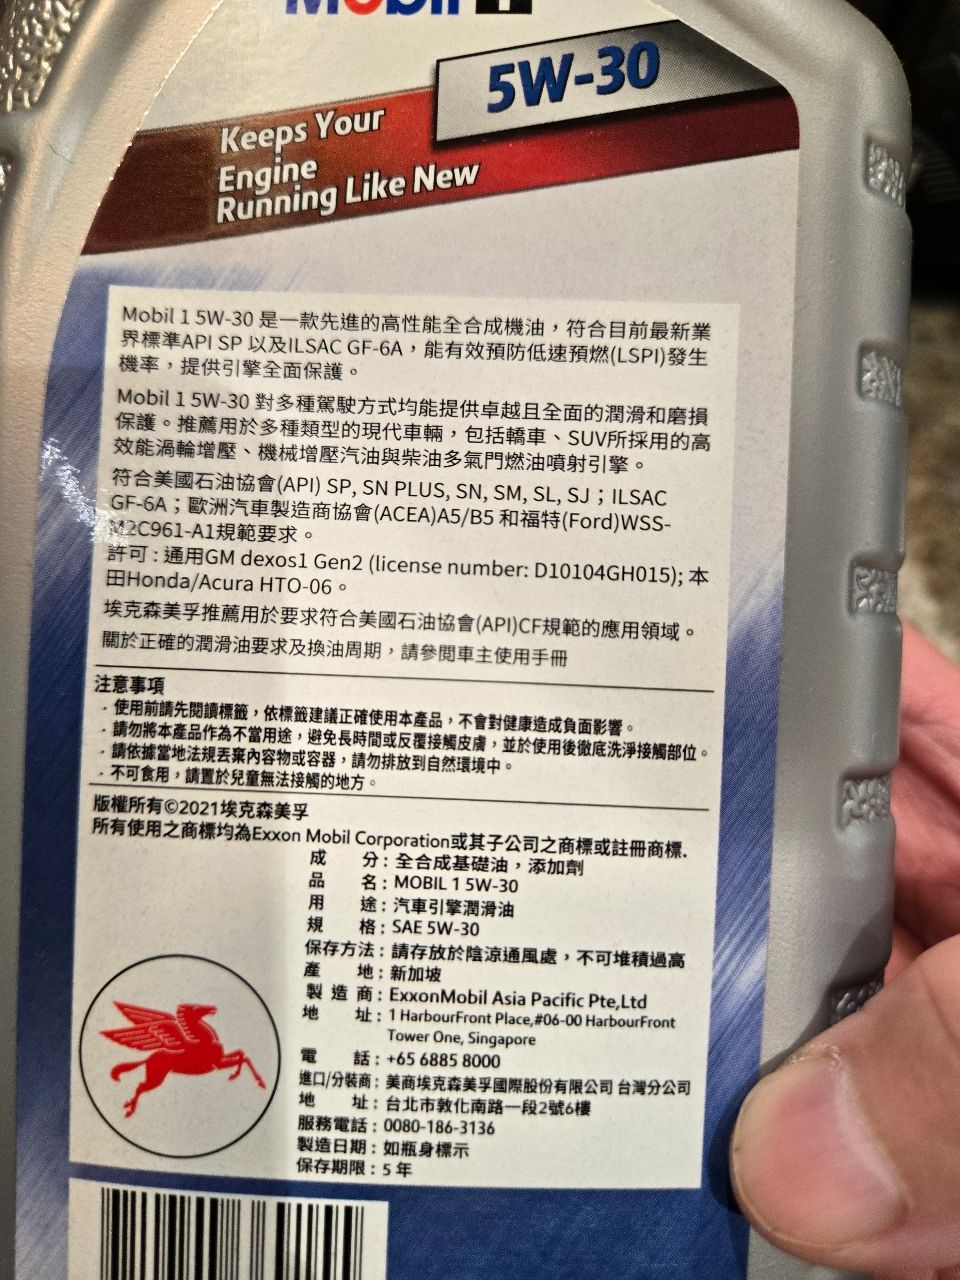 Mobil 1
5W-30
Keeps Your
Engine
Running Like New
Mobil 1 5W-30 是一款先進的高性能全合成機油，符合目前最新業
界標準API SP 以及ILSAC GF-6A，能有效預防低速預燃(LSPI)發生
機率，提供引擎全面保護。
Mobil 1 5W-30 對多種駕駛方式均能提供卓越且全面的潤滑和磨損
保護。推薦用於多種類型的現代車輛，包括轎車、SUV所採用的高
效能渦輪增壓、機械增壓汽油與柴油多氣門燃油噴射引擎。
符合美國石油協會(API) SP, SN PLUS, SN, SM, SL, SJ；ILSAC
GF-6A；歐洲汽車製造商協會(ACEA)A5/B5 和福特(Ford)WSS-
M2C961-A1規範要求。
許可：通用GM dexos1 Gen2 (license number: D10104GH015); 本
田Honda/Acura HTO-06。
埃克森美孚推薦用於要求符合美國石油協會(API)CF規範的應用領域。
關於正確的潤滑油要求及換油周期，請參閱車主使用手冊
注意事項
· 使用前請先閱讀標籤，依標籤建議正確使用本產品，不會對健康造成負面影響。
· 請勿將本產品作為不當用途，避免長時間或反覆接觸皮膚，並於使用後徹底洗淨接觸部位。
· 請依據當地法規丟棄內容物或容器，請勿排放到自然環境中。
· 不可食用，請置於兒童無法接觸的地方。
版權所有©2021埃克森美孚
所有使用之商標均為Exxon Mobil Corporation或其子公司之商標或註冊商標.
成 分：全合成基礎油，添加劑
品 名：MOBIL 1 5W-30
用 途：汽車引擎潤滑油
規 格：SAE 5W-30
保存方法：請存放於陰涼通風處，不可堆積過高
產 地：新加坡
製 造 商：ExxonMobil Asia Pacific Pte,Ltd
地 址：1 HarbourFront Place,#06-00 HarbourFront
Tower One, Singapore
電 話：+65 6885 8000
進口/分裝商：美商埃克森美孚國際股份有限公司 台灣分公司
地 址：台北市敦化南路一段2號6樓
服務電話：0080-186-3136
製造日期：如瓶身標示
保存期限：5 年